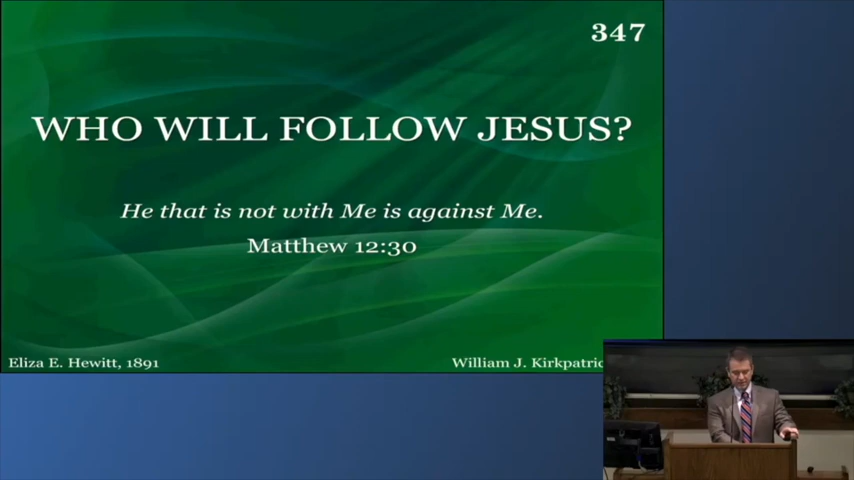 347
WHO WILL FOLLOW JESUS?
He that is not with Me is against Me.
Matthew 12:30
Eliza E. Hewitt, 1891
William J. Kirkpatric